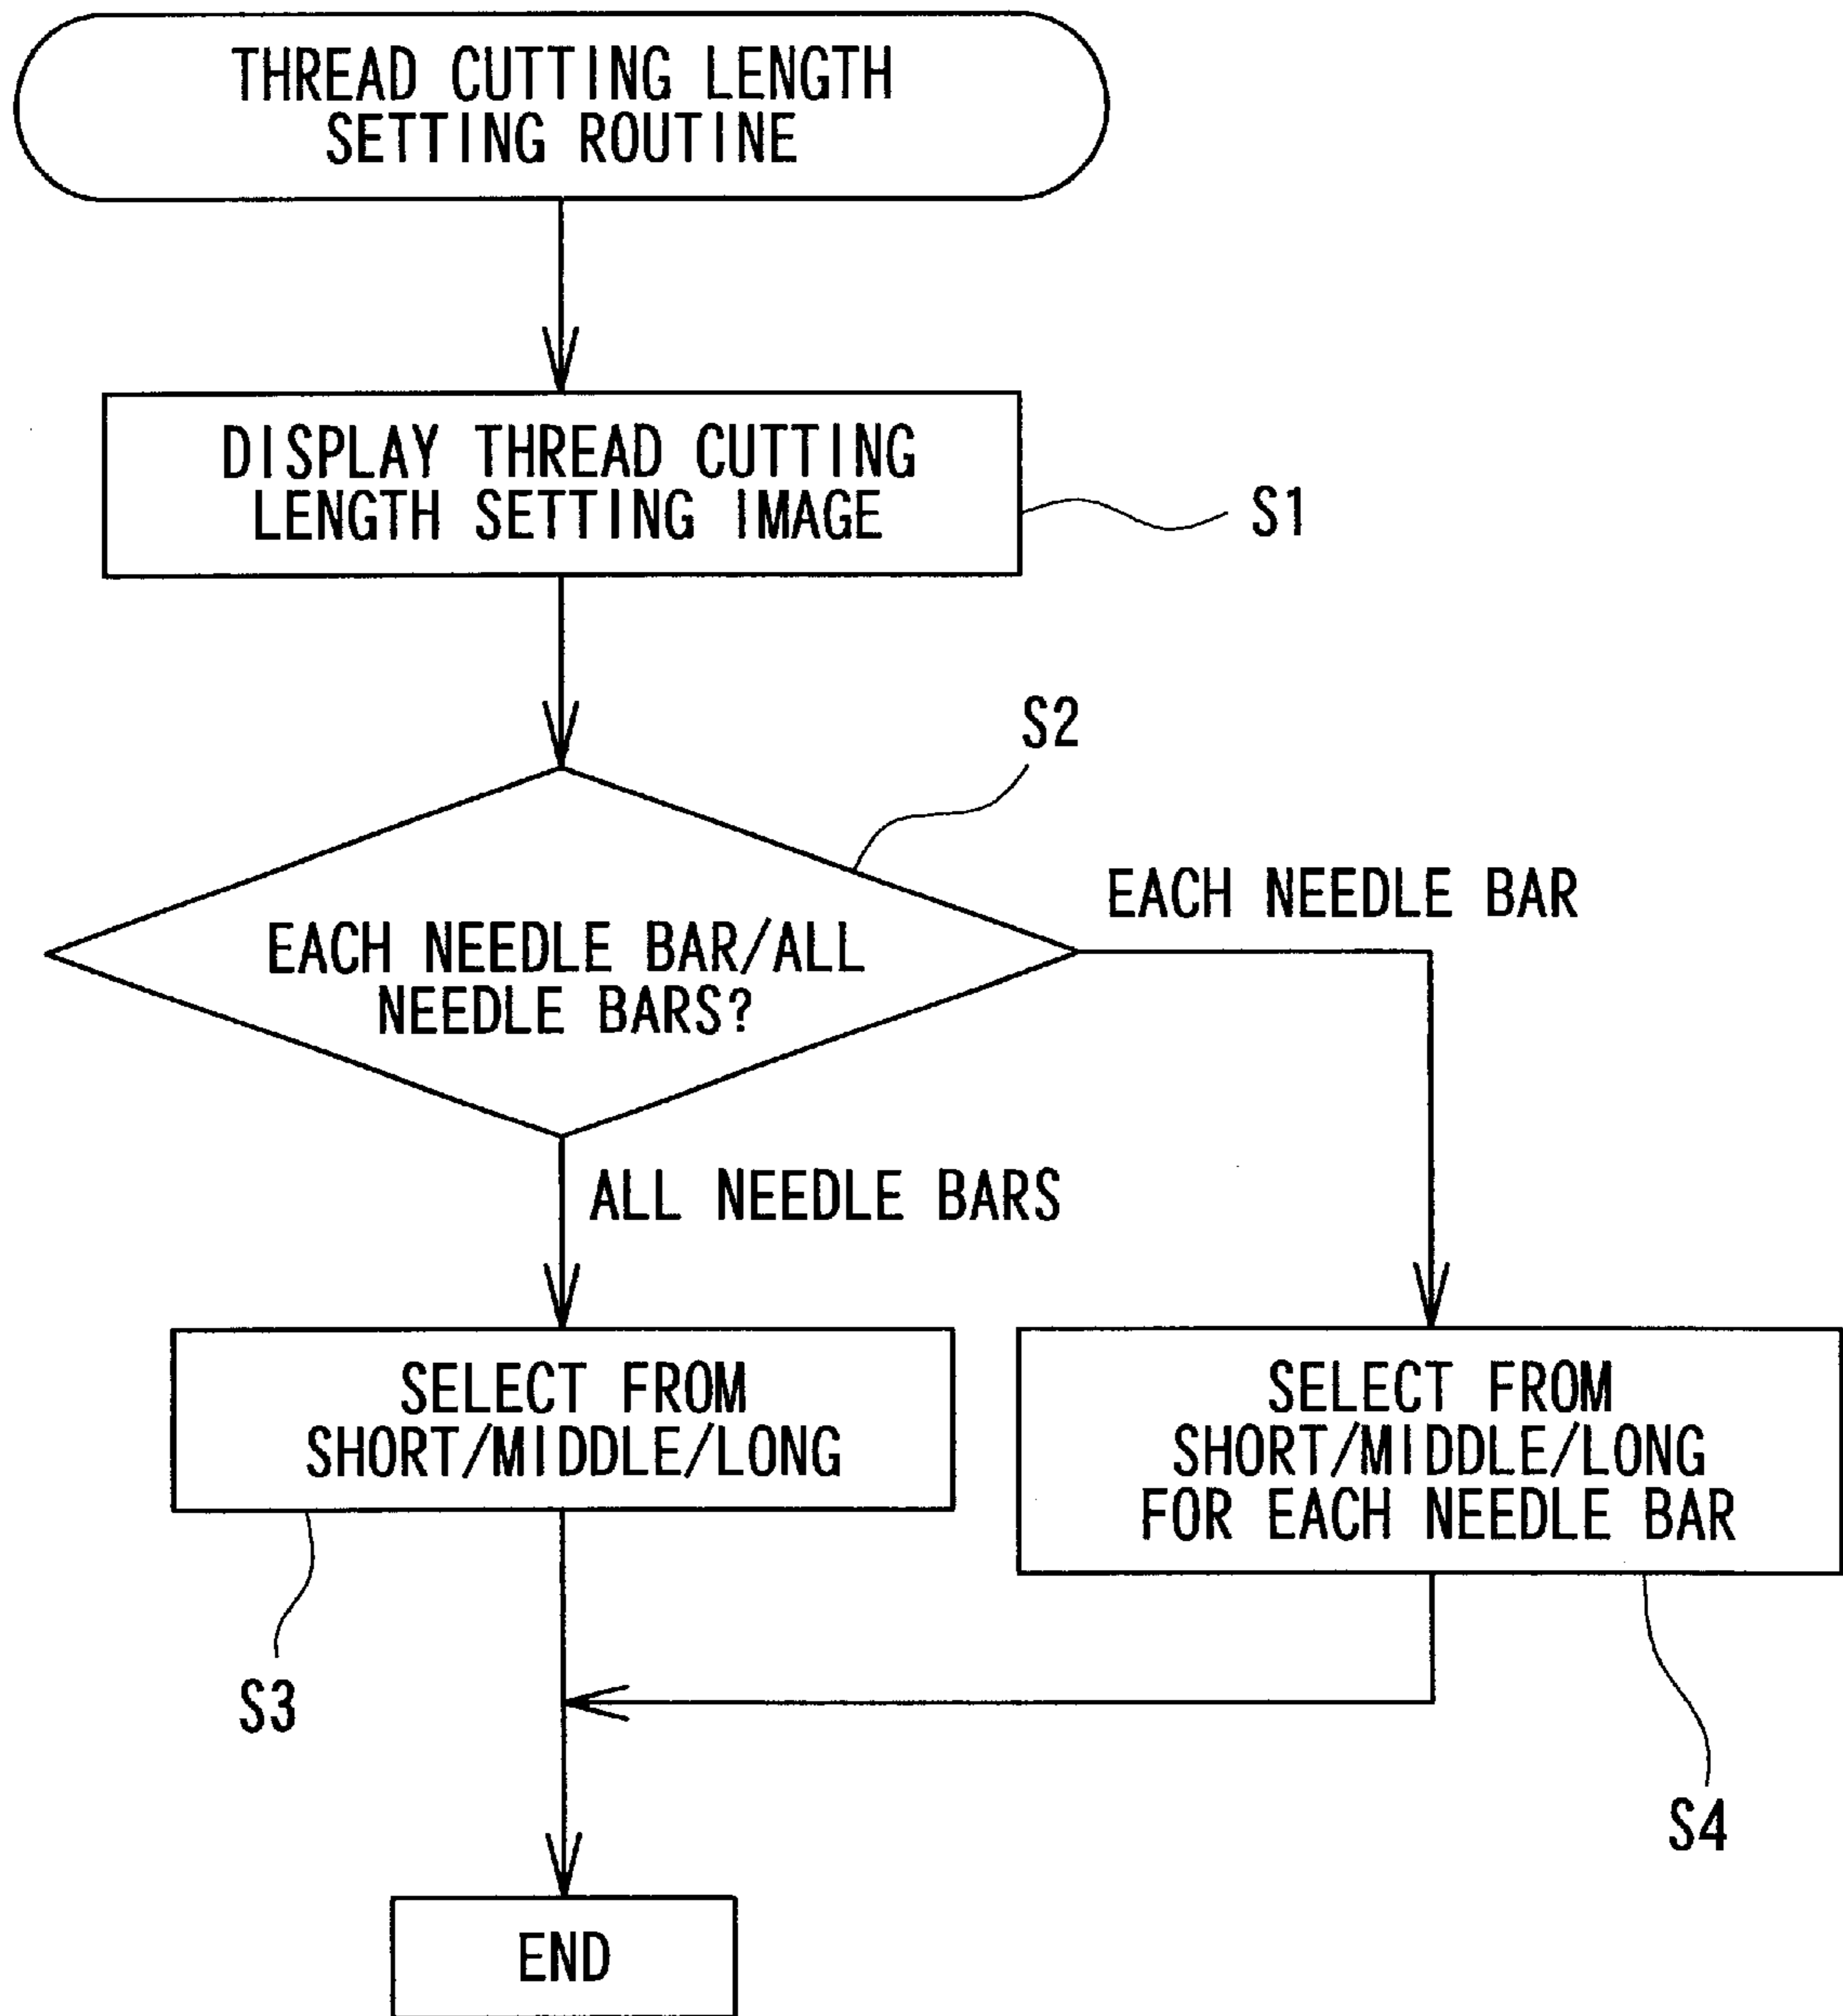 THREAD CUTTING LENGTH
SETTING ROUTINE
DISPLAY THREAD CUTTING
LENGTH SETTING IMAGE
S1
S2
EACH NEEDLE BAR/ALL
NEEDLE BARS?
EACH NEEDLE BAR
ALL NEEDLE BARS
SELECT FROM
SHORT/MIDDLE/LONG
S3
SELECT FROM
SHORT/MIDDLE/LONG
FOR EACH NEEDLE BAR
S4
END